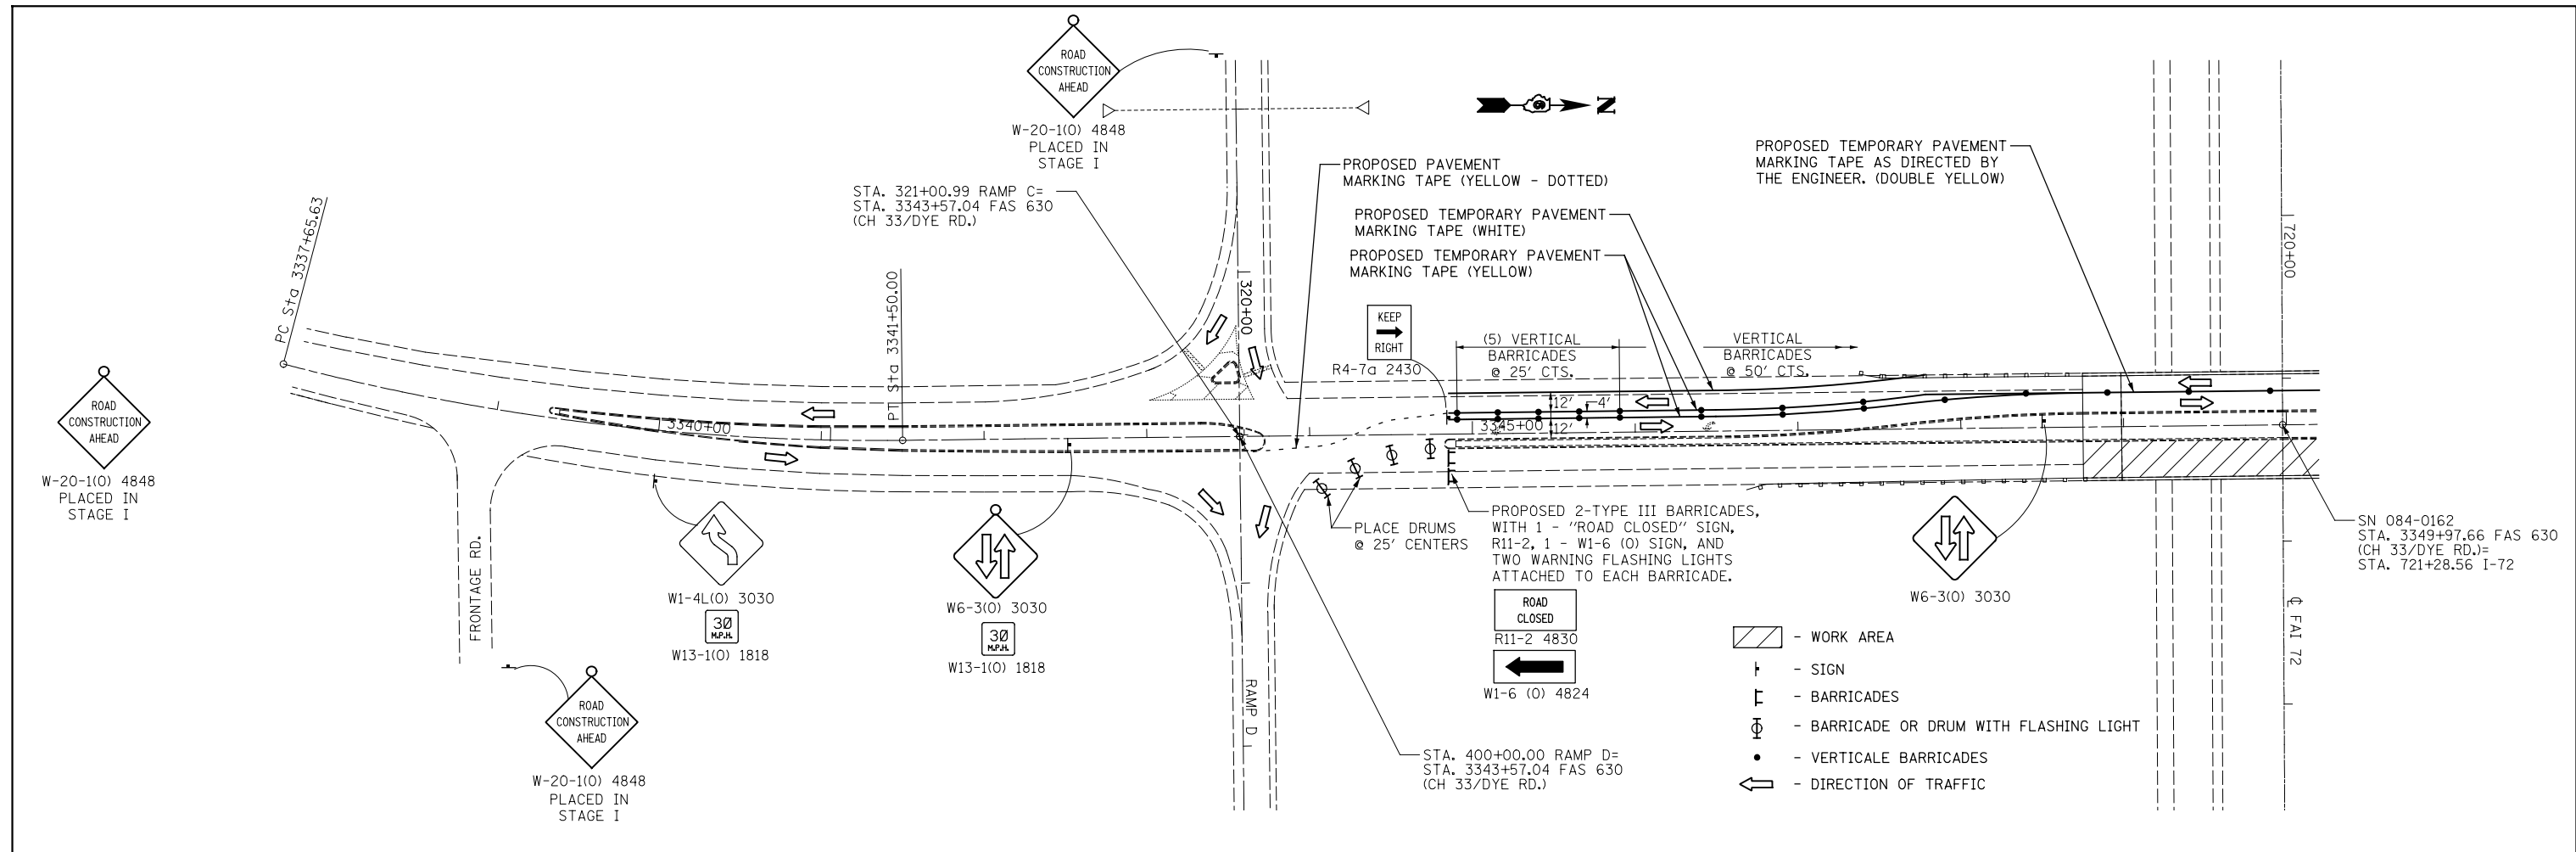 ROAD
CONSTRUCTION
AHEAD
W-20-1(O) 4848
PLACED IN
STAGE I
N
PROPOSED TEMPORARY PAVEMENT
MARKING TAPE AS DIRECTED BY
THE ENGINEER. (DOUBLE YELLOW)
PROPOSED PAVEMENT
MARKING TAPE (YELLOW - DOTTED)
STA. 321+00.99 RAMP C=
STA. 3343+57.04 FAS 630
(CH 33/DYE RD.)
PROPOSED TEMPORARY PAVEMENT
MARKING TAPE (WHITE)
PROPOSED TEMPORARY PAVEMENT
MARKING TAPE (YELLOW)
PC Sta 3337+65.63
PT Sta 3341+50.00
320+00
720+00
KEEP
RIGHT
R4-7a 2430
(5) VERTICAL
BARRICADES
@ 25' CTS.
VERTICAL
BARRICADES
@ 50' CTS.
ROAD
CONSTRUCTION
AHEAD
W-20-1(O) 4848
PLACED IN
STAGE I
12'
4'
3340+00
3345+00
12'
FRONTAGE RD.
W1-4L(O) 3030
30
M.P.H.
W13-1(O) 1818
W6-3(O) 3030
30
M.P.H.
W13-1(O) 1818
PLACE DRUMS
@ 25' CENTERS
PROPOSED 2-TYPE III BARRICADES,
WITH 1 - "ROAD CLOSED" SIGN,
R11-2, 1 - W1-6 (O) SIGN, AND
TWO WARNING FLASHING LIGHTS
ATTACHED TO EACH BARRICADE.
ROAD
CLOSED
R11-2 4830
W1-6 (O) 4824
W6-3(O) 3030
SN 084-0162
STA. 3349+97.66 FAS 630
(CH 33/DYE RD.)=
STA. 721+28.56 I-72
℄ FAI 72
RAMP D
ROAD
CONSTRUCTION
AHEAD
W-20-1(O) 4848
PLACED IN
STAGE I
STA. 400+00.00 RAMP D=
STA. 3343+57.04 FAS 630
(CH 33/DYE RD.)
- WORK AREA
- SIGN
- BARRICADES
- BARRICADE OR DRUM WITH FLASHING LIGHT
- VERTICALE BARRICADES
- DIRECTION OF TRAFFIC